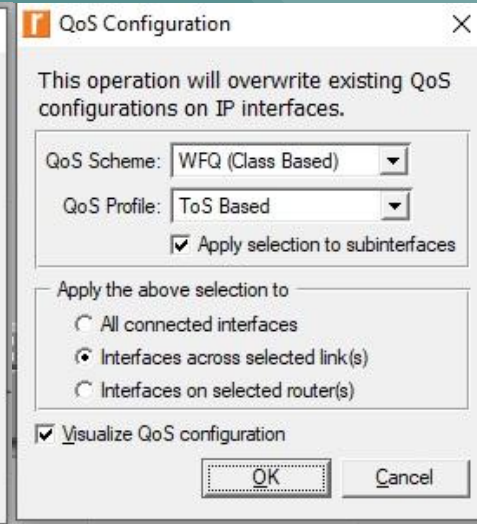 QoS Configuration
This operation will overwrite existing QoS
configurations on IP interfaces.
QoS Scheme: WFQ (Class Based)
QoS Profile: ToS Based
Apply selection to subinterfaces
Apply the above selection to
All connected interfaces
Interfaces across selected link(s)
Interfaces on selected router(s)
Visualize QoS configuration
OK Cancel